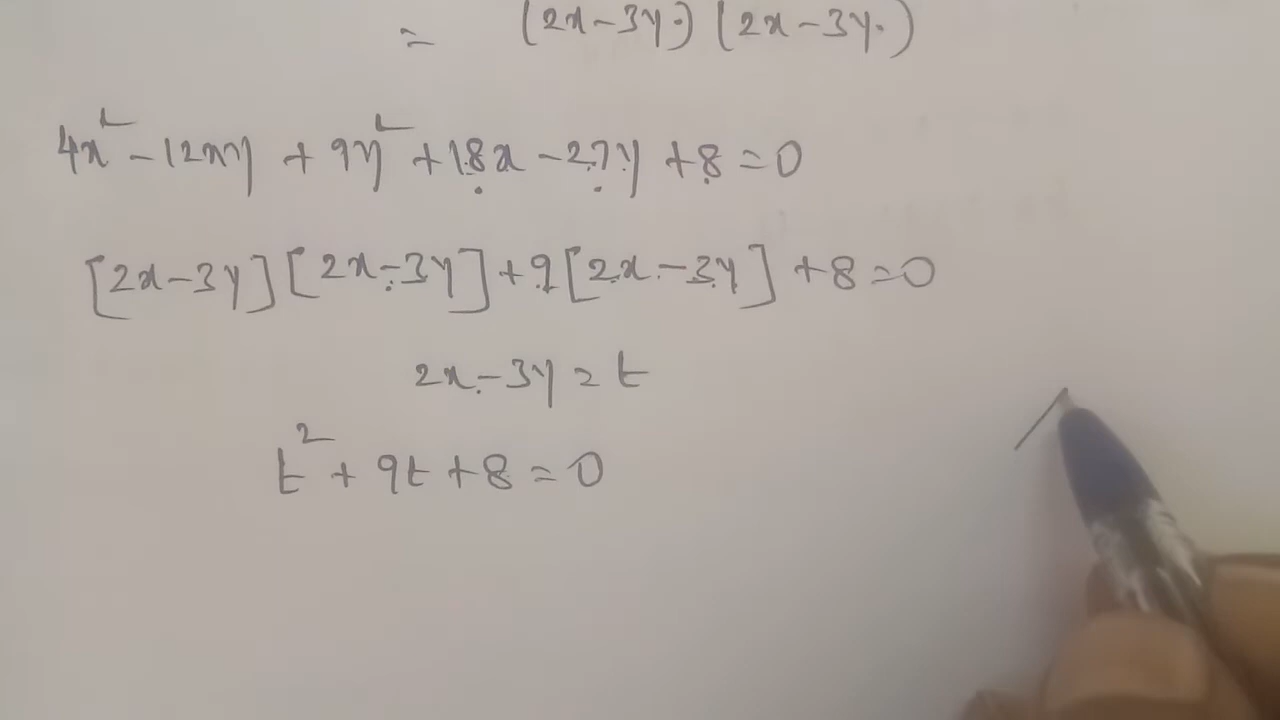 = (2x-3y) (2x-3y)
4x² - 12xy + 9y² + 18x - 27y + 8 = 0
[2x-3y] [2x-3y] + 9 [2x-3y] + 8 = 0
2x-3y = t
t² + 9t + 8 = 0